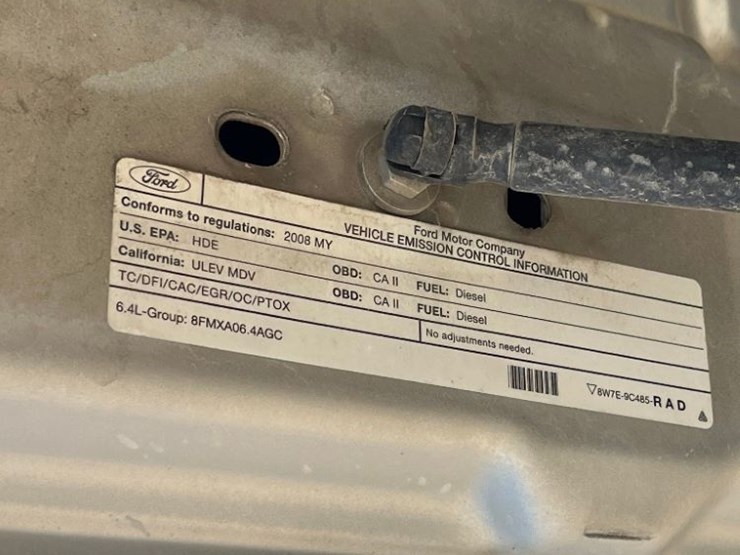 Ford
Ford Motor Company
VEHICLE EMISSION CONTROL INFORMATION
Conforms to regulations: 2008 MY
U.S. EPA: HDE OBD: CA II FUEL: Diesel
California: ULEV MDV OBD: CA II FUEL: Diesel
TC/DFI/CAC/EGR/OC/PTOX
No adjustments needed.
6.4L-Group: 8FMXA06.4AGC
8W7E-9C485-RAD